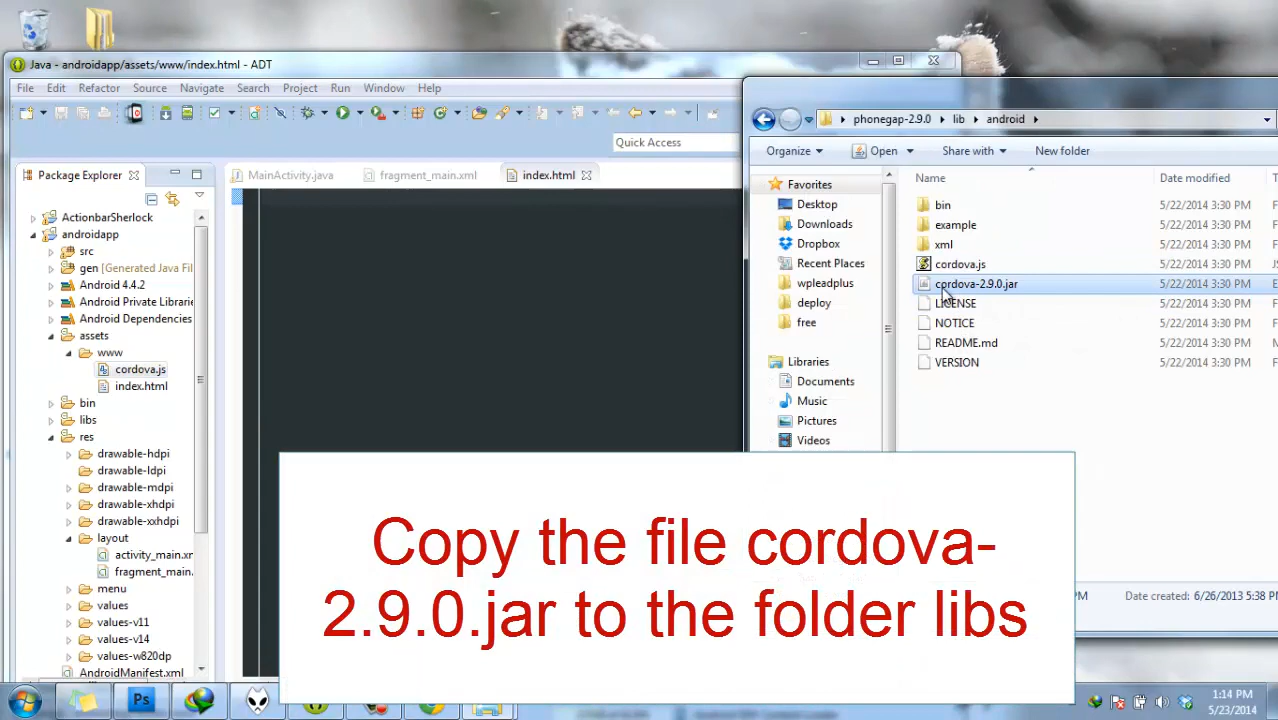 Java - androidapp/assets/www/index.html - ADT
File Edit Refactor Source Navigate Search Project Run Window Help
Quick Access
Package Explorer
MainActivity.java fragment_main.xml index.html
ActionbarSherlock
androidapp
src
gen [Generated Java Fil
Android 4.4.2
Android Private Librarie
Android Dependencies
assets
www
cordova.js
index.html
bin
libs
res
drawable-hdpi
drawable-ldpi
drawable-mdpi
drawable-xhdpi
drawable-xxhdpi
layout
activity_main.xr
fragment_main.
menu
values
values-v11
values-v14
values-w820dp
AndroidManifest.xml
phonegap-2.9.0 lib android
Organize Open Share with New folder
Favorites
Desktop
Downloads
Dropbox
Recent Places
wpleadplus
deploy
free
Libraries
Documents
Music
Pictures
Videos
Name Date modified T
bin 5/22/2014 3:30 PM
example 5/22/2014 3:30 PM
xml 5/22/2014 3:30 PM
cordova.js 5/22/2014 3:30 PM
cordova-2.9.0.jar 5/22/2014 3:30 PM
LICENSE 5/22/2014 3:30 PM
NOTICE 5/22/2014 3:30 PM
README.md 5/22/2014 3:30 PM
VERSION 5/22/2014 3:30 PM
PM Date created: 6/26/2013 5:38 P
Copy the file cordova-
2.9.0.jar to the folder libs
Ps
1:14 PM
5/23/2014